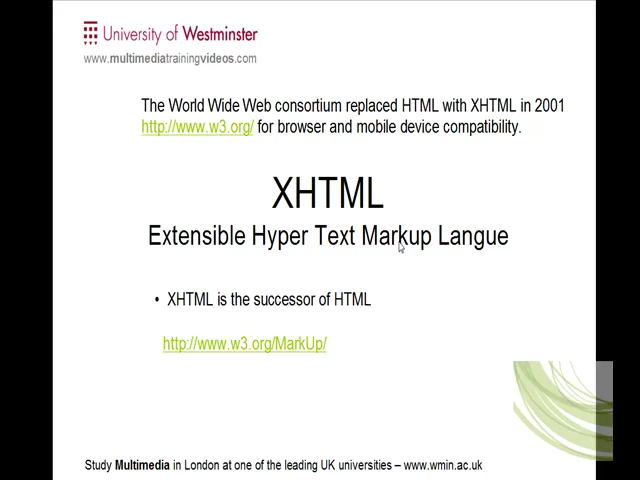 University of Westminster
www.multimediatrainingvideos.com
The World Wide Web consortium replaced HTML with XHTML in 2001
http://www.w3.org/ for browser and mobile device compatibility.
XHTML
Extensible Hyper Text Markup Langue
• XHTML is the successor of HTML
http://www.w3.org/MarkUp/
Study Multimedia in London at one of the leading UK universities – www.wmin.ac.uk